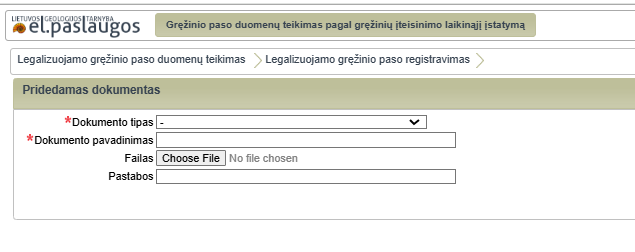 LIETUVOS GEOLOGIJOS TARNYBA
el.paslaugos
Gręžinio paso duomenų teikimas pagal gręžinių įteisinimo laikinąjį įstatymą
Legalizuojamo gręžinio paso duomenų teikimas
Legalizuojamo gręžinio paso registravimas
Pridedamas dokumentas
*Dokumento tipas -
*Dokumento pavadinimas
Failas Choose File No file chosen
Pastabos